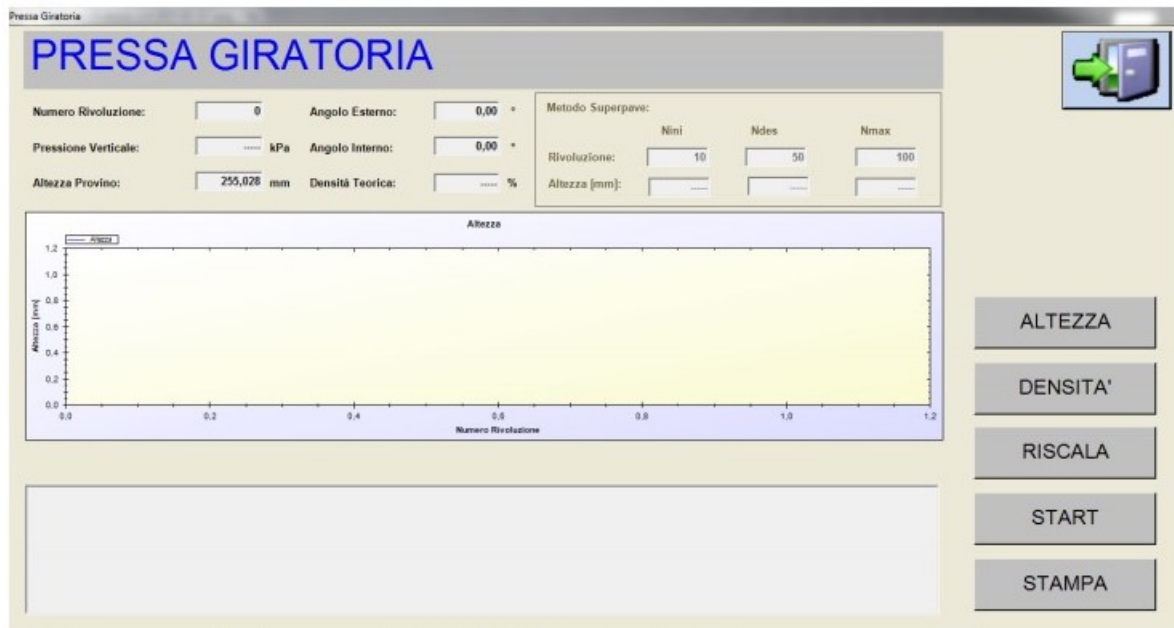 Pressa Giratoria
PRESSA GIRATORIA
Numero Rivoluzione: 0 Angolo Esterno: 0,00 °
Pressione Verticale: ----- kPa Angolo Interno: 0,00 °
Altezza Provino: 255,028 mm Densitá Teorica: ----- %
Metodo Superpave:
Nini Ndes Nmax
Rivoluzione: 10 50 100
Altezza [mm]: ----- ----- -----
Altezza
Altezza
1,2
1,0
0,8
0,6
0,4
0,2
0,0
Altezza [mm]
0,0 0,2 0,4 0,6 0,8 1,0 1,2
Numero Rivoluzione
ALTEZZA
DENSITA'
RISCALA
START
STAMPA